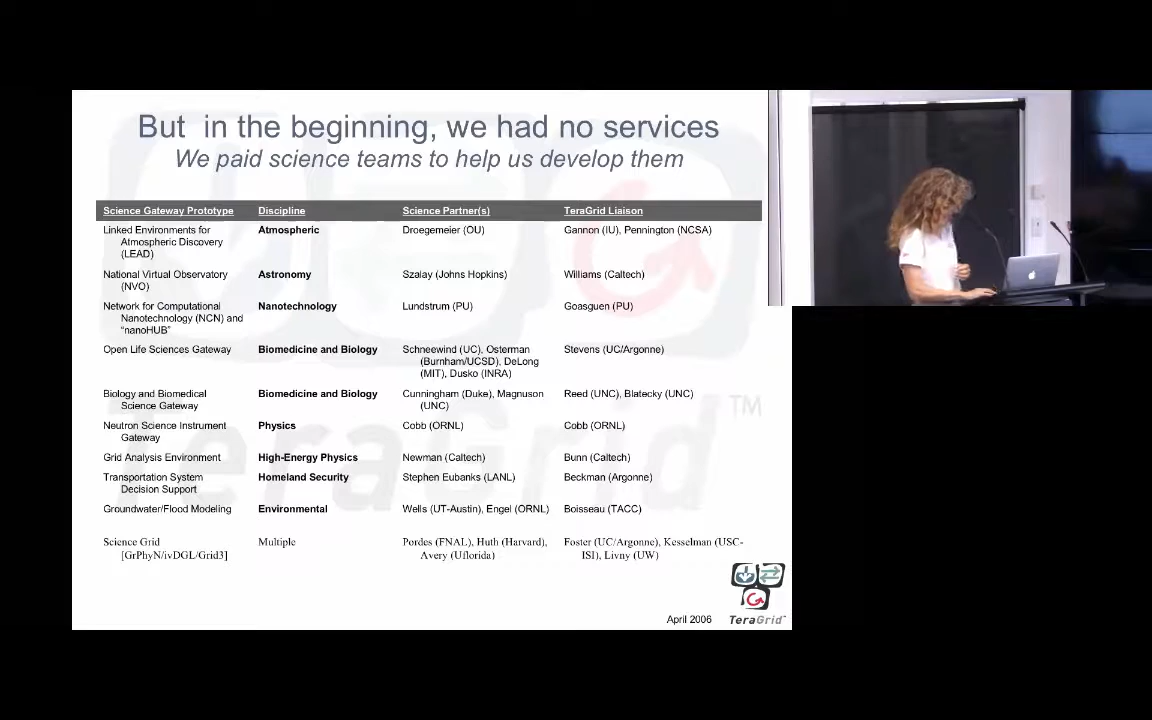 But in the beginning, we had no services
We paid science teams to help us develop them
Science Gateway Prototype Discipline Science Partner(s) TeraGrid Liaison
Linked Environments for Atmospheric Droegemeier (OU) Gannon (IU), Pennington (NCSA)
Atmospheric Discovery
(LEAD)
National Virtual Observatory Astronomy Szalay (Johns Hopkins) Williams (Caltech)
(NVO)
Network for Computational Nanotechnology Lundstrum (PU) Goasguen (PU)
Nanotechnology (NCN) and
“nanoHUB”
Open Life Sciences Gateway Biomedicine and Biology Schneewind (UC), Osterman Stevens (UC/Argonne)
(Burnham/UCSD), DeLong
(MIT), Dusko (INRA)
Biology and Biomedical Biomedicine and Biology Cunningham (Duke), Magnuson Reed (UNC), Blatecky (UNC)
Science Gateway (UNC)
Neutron Science Instrument Physics Cobb (ORNL) Cobb (ORNL)
Gateway
Grid Analysis Environment High-Energy Physics Newman (Caltech) Bunn (Caltech)
Transportation System Homeland Security Stephen Eubanks (LANL) Beckman (Argonne)
Decision Support
Groundwater/Flood Modeling Environmental Wells (UT-Austin), Engel (ORNL) Boisseau (TACC)
Science Grid Multiple Pordes (FNAL), Huth (Harvard), Foster (UC/Argonne), Kesselman (USC-
[GrPhyN/ivDGL/Grid3] Avery (Uflorida) ISI), Livny (UW)
TeraGrid™
April 2006 TeraGrid™